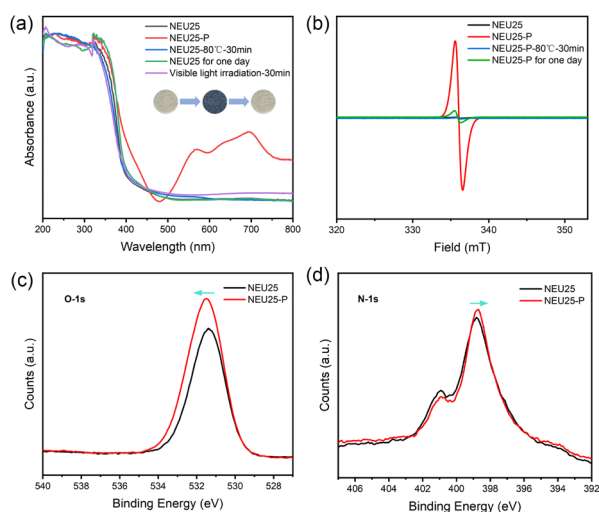 (a)
NEU25
NEU25-P
NEU25-80℃-30min
NEU25 for one day
Visible light irradiation-30min
Absorbance (a.u.)
200 300 400 500 600 700 800
Wavelength (nm)
(b)
NEU25
NEU25-P
NEU25-P-80℃-30min
NEU25-P for one day
320 330 340 350
Field (mT)
(c)
O-1s
NEU25
NEU25-P
Counts (a.u.)
540 538 536 534 532 530 528
Binding Energy (eV)
(d)
N-1s
NEU25
NEU25-P
Counts (a.u.)
406 404 402 400 398 396 394 392
Binding Energy (eV)